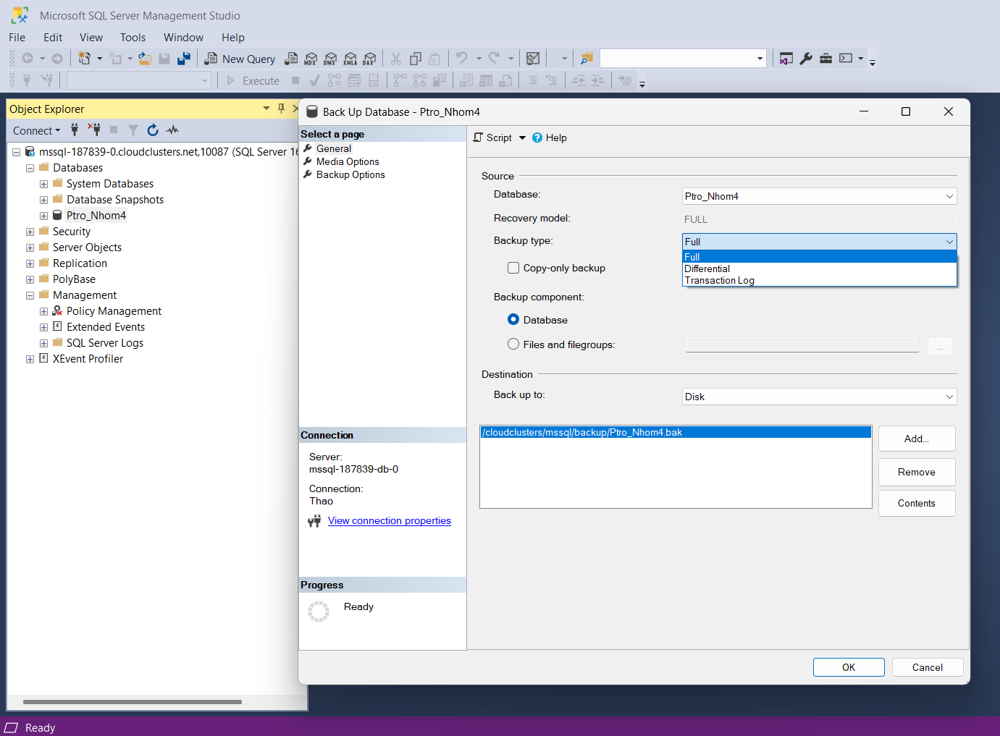 Microsoft SQL Server Management Studio
File Edit View Tools Window Help
New Query MDX DMX XMLA DAX
Execute
Object Explorer
Connect
mssql-187839-0.cloudclusters.net,10087 (SQL Server 16
Databases
System Databases
Database Snapshots
Ptro_Nhom4
Security
Server Objects
Replication
PolyBase
Management
Policy Management
Extended Events
SQL Server Logs
XEvent Profiler
Back Up Database - Ptro_Nhom4
Select a page
General
Media Options
Backup Options
Connection
Server:
mssql-187839-db-0
Connection:
Thao
View connection properties
Progress
Ready
Script Help
Source
Database: Ptro_Nhom4
Recovery model: FULL
Backup type: Full
Full
Differential
Transaction Log
Copy-only backup
Backup component:
Database
Files and filegroups: ...
Destination
Back up to: Disk
/cloudclusters/mssql/backup/Ptro_Nhom4.bak
Add...
Remove
Contents
OK Cancel
Ready